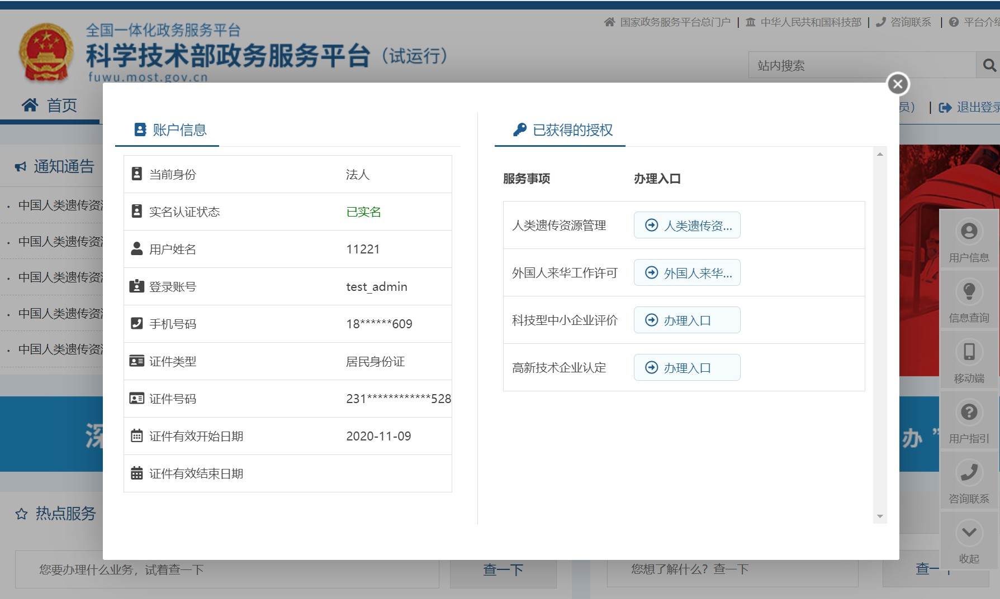 全国一体化政务服务平台
科学技术部政务服务平台（试运行）
fuwu.most.gov.cn
国家政务服务平台总门户 | 中华人民共和国科技部 | 咨询联系 | 平台介绍
站内搜索
首页
员） | 退出登录
通知通告
中国人类遗传资
中国人类遗传资
中国人类遗传资
中国人类遗传资
中国人类遗传资
账户信息
当前身份 法人
实名认证状态 已实名
用户姓名 11221
登录账号 test_admin
手机号码 18******609
证件类型 居民身份证
证件号码 231************528
证件有效开始日期 2020-11-09
证件有效结束日期
已获得的授权
服务事项 办理入口
人类遗传资源管理 人类遗传资...
外国人来华工作许可 外国人来华...
科技型中小企业评价 办理入口
高新技术企业认定 办理入口
用户信息
信息查询
移动端
用户指引
咨询联系
收起
深
办”
热点服务
您要办理什么业务，试着查一下 查一下
您想了解什么？查一下 查一下